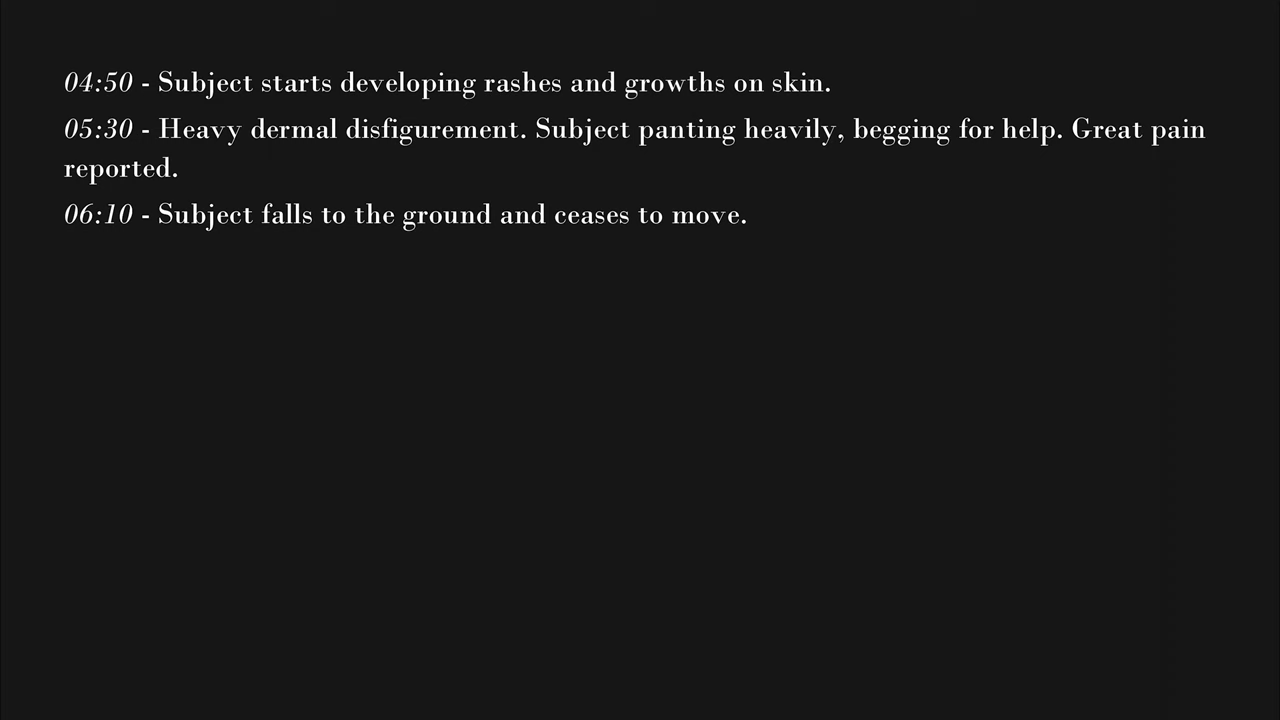 04:50 - Subject starts developing rashes and growths on skin.
05:30 - Heavy dermal disfigurement. Subject panting heavily, begging for help. Great pain
reported.
06:10 - Subject falls to the ground and ceases to move.